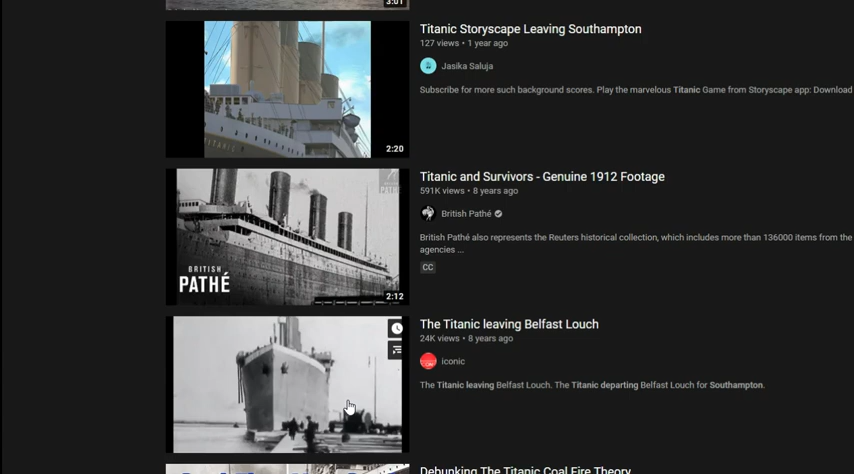 3:01
Titanic Storyscape Leaving Southampton
127 views • 1 year ago
Jasika Saluja
Subscribe for more such background scores. Play the marvelous Titanic Game from Storyscape app: Download
2:20
Titanic and Survivors - Genuine 1912 Footage
591K views • 8 years ago
British Pathé
British Pathé also represents the Reuters historical collection, which includes more than 136000 items from the
agencies ...
CC
BRITISH
PATHÉ
2:12
The Titanic leaving Belfast Louch
24K views • 8 years ago
iconic
The Titanic leaving Belfast Louch. The Titanic departing Belfast Louch for Southampton.
Debunking The Titanic Coal Fire Theory